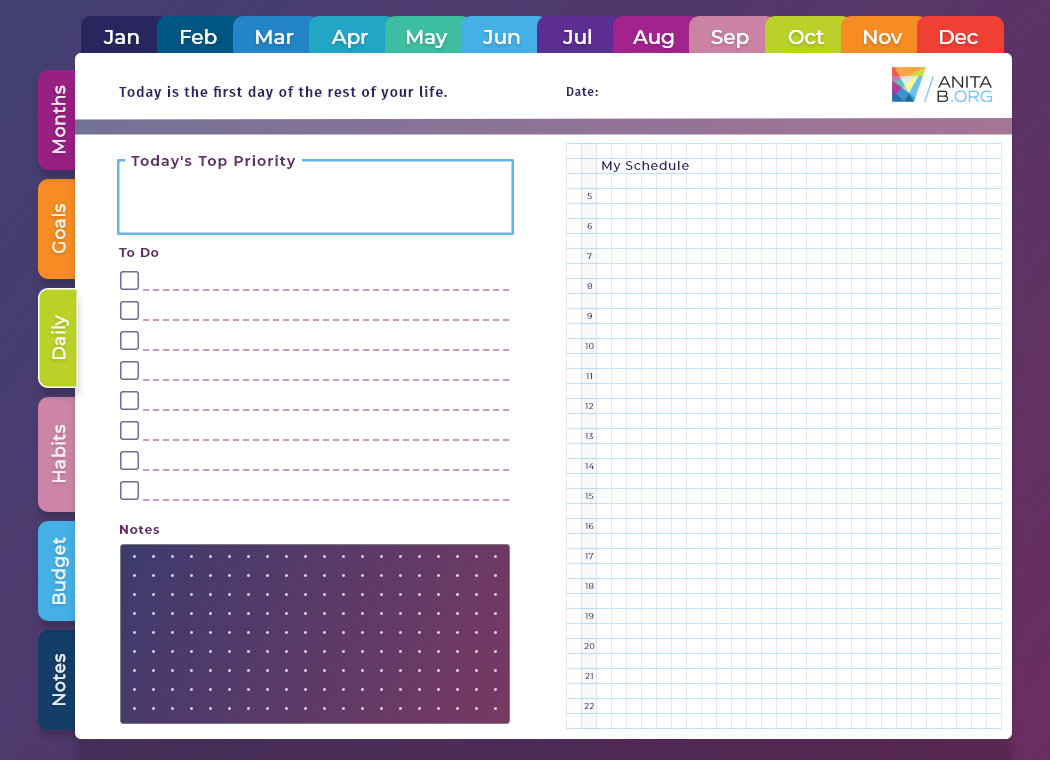 Jan Feb Mar Apr May Jun Jul Aug Sep Oct Nov Dec
Today is the first day of the rest of your life.
Date:
ANITA
B.ORG
Months
Goals
Daily
Habits
Budget
Notes
Today's Top Priority
To Do
Notes
My Schedule
5
6
7
8
9
10
11
12
13
14
15
16
17
18
19
20
21
22